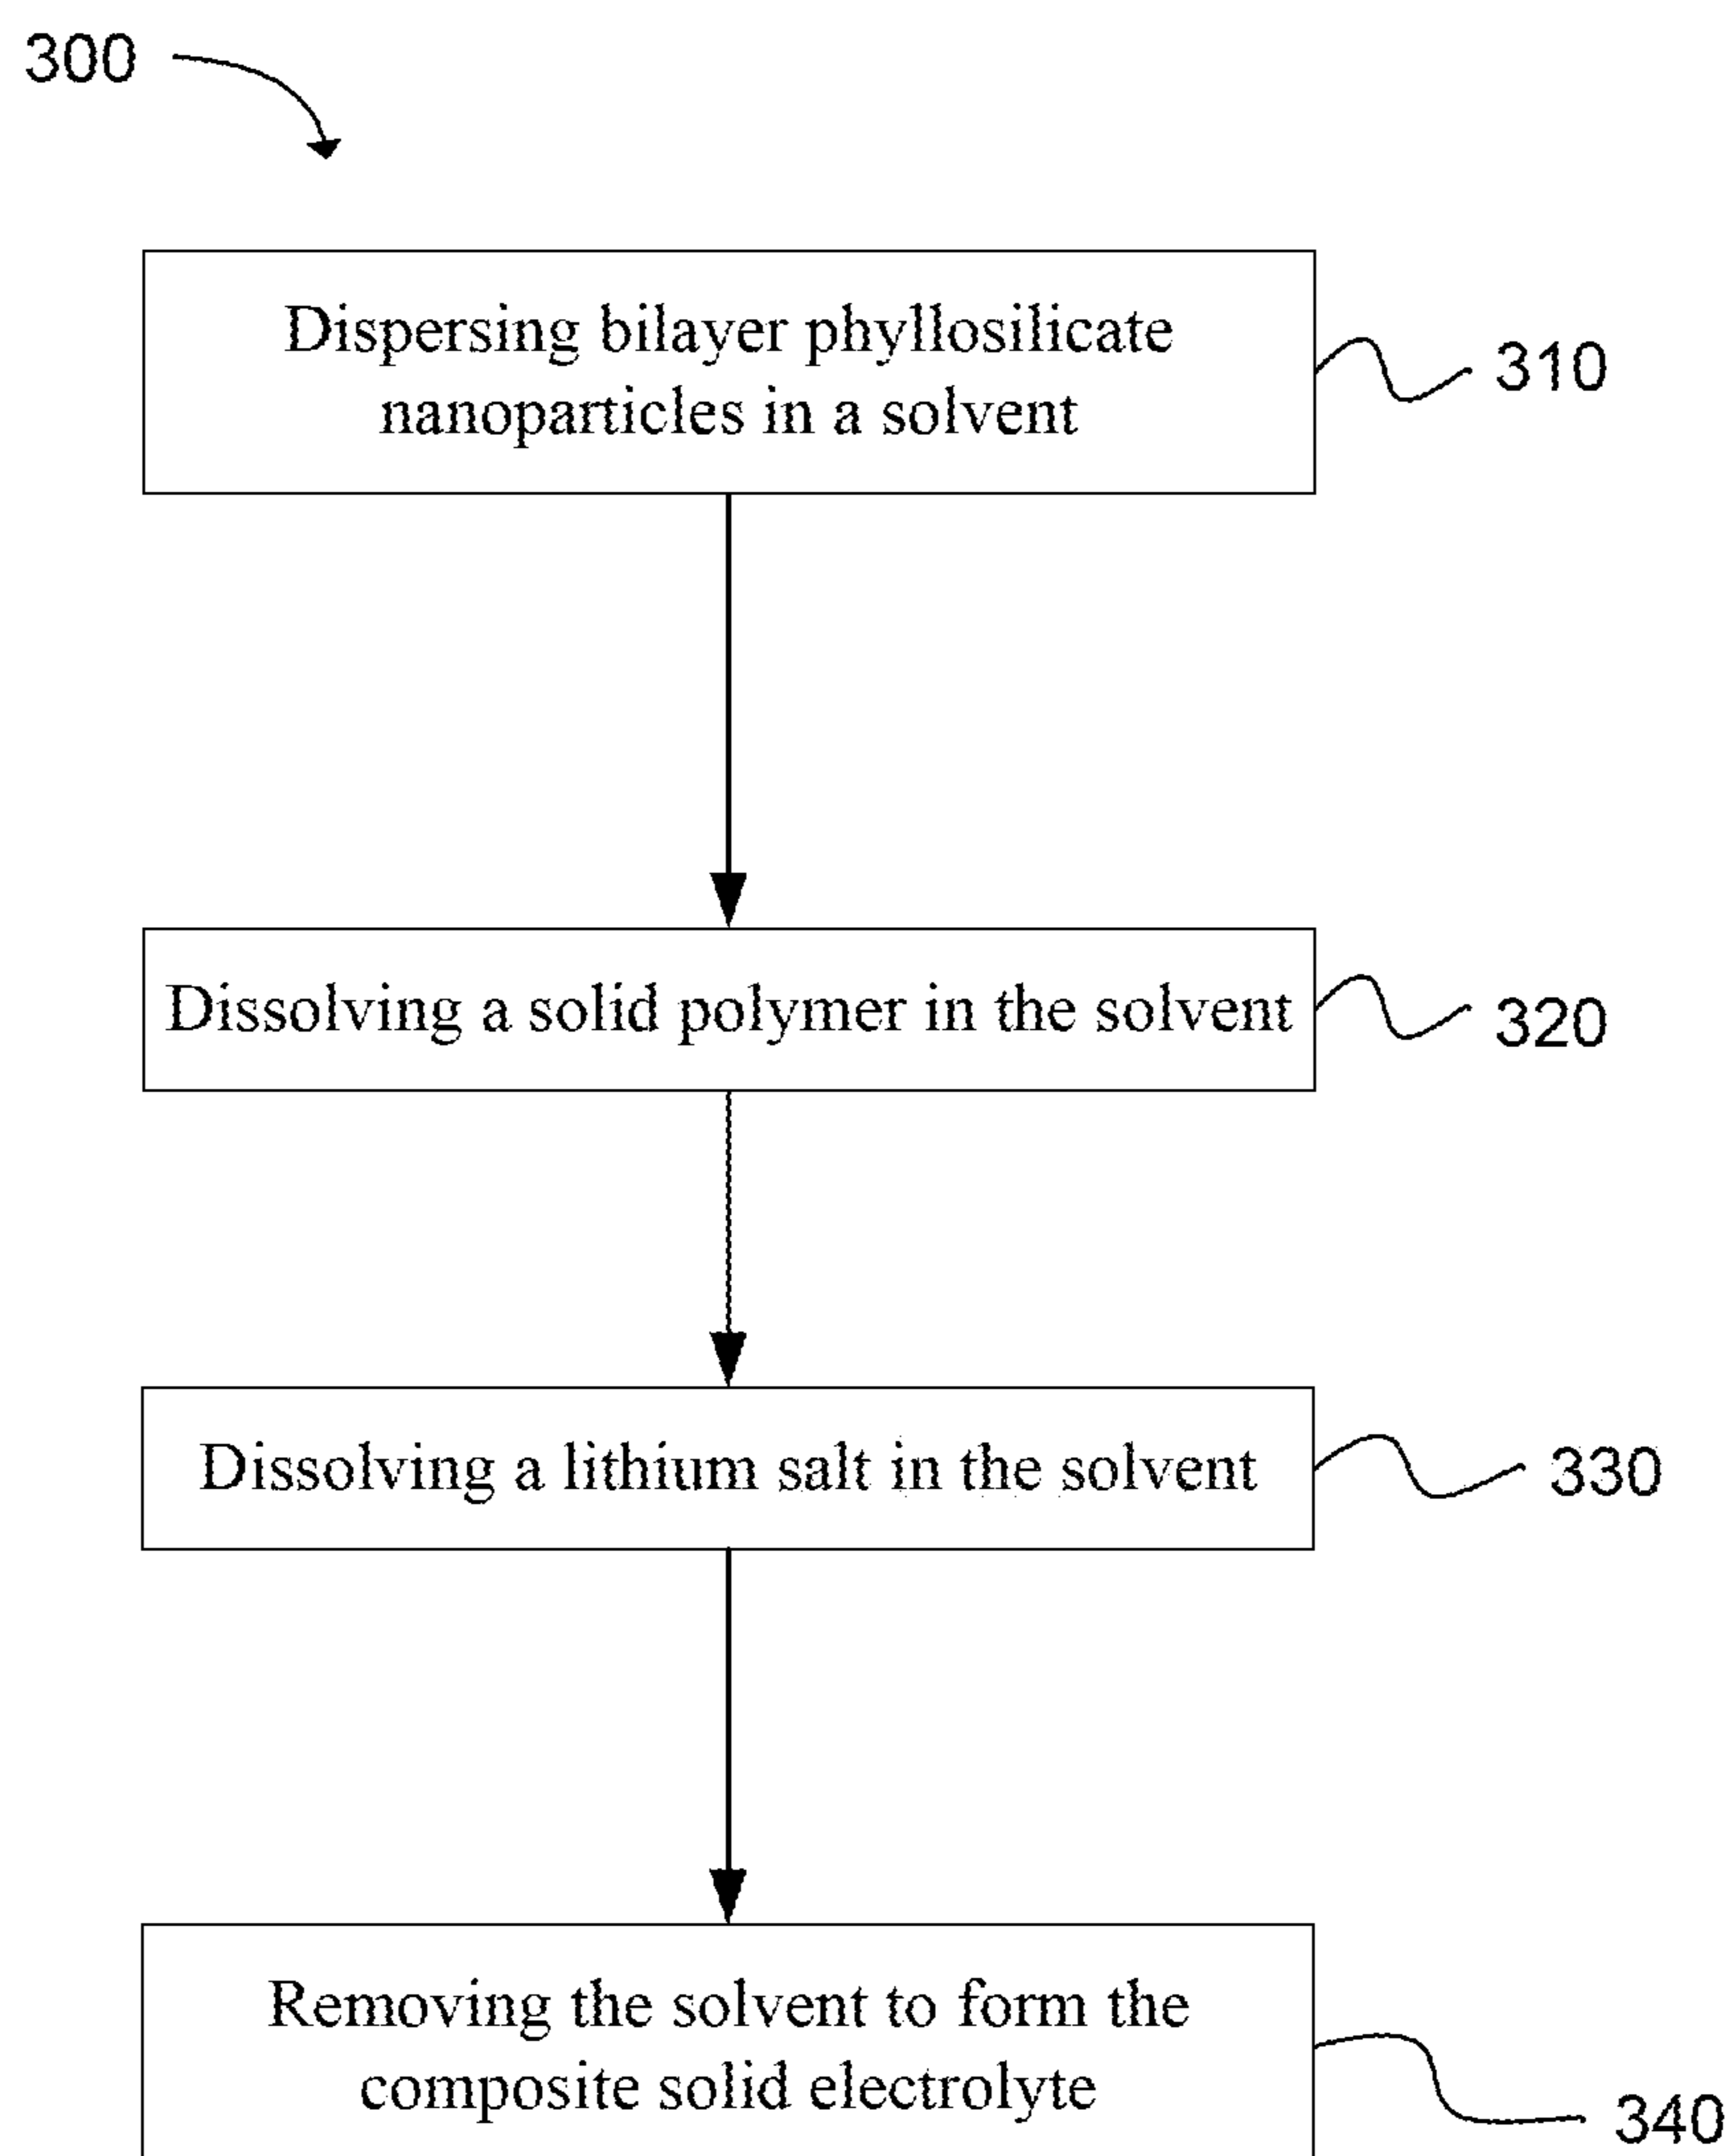 300
Dispersing bilayer phyllosilicate
nanoparticles in a solvent
310
Dissolving a solid polymer in the solvent
320
Dissolving a lithium salt in the solvent
330
Removing the solvent to form the
composite solid electrolyte
340